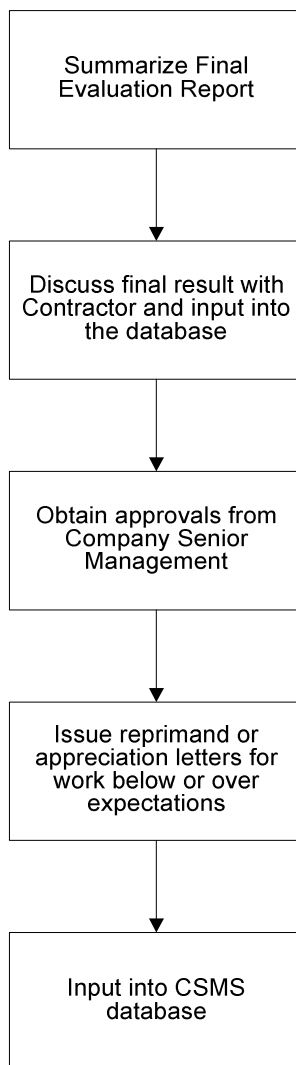 Summarize Final
Evaluation Report
Discuss final result with
Contractor and input into
the database
Obtain approvals from
Company Senior
Management
Issue reprimand or
appreciation letters for
work below or over
expectations
Input into CSMS
database